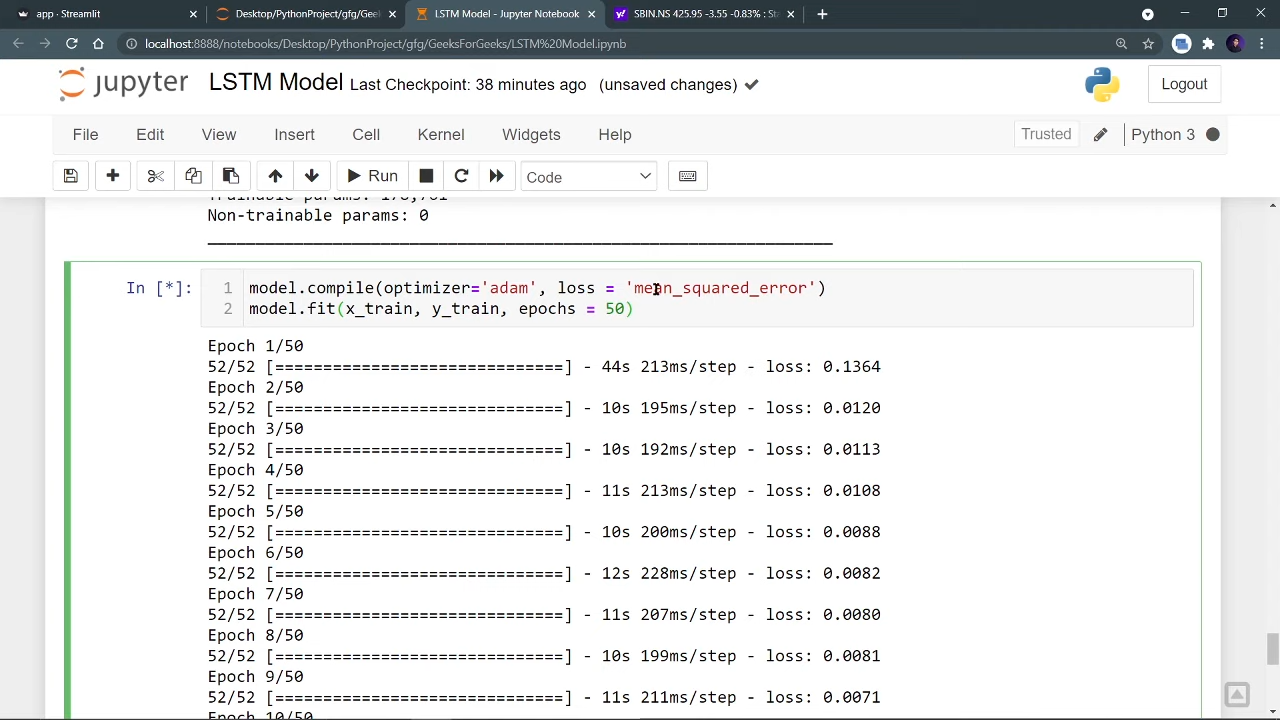 app · Streamlit
Desktop/PythonProject/gfg/Geek
LSTM Model - Jupyter Notebook
SBIN.NS 425.95 -3.55 -0.83% : St
localhost:8888/notebooks/Desktop/PythonProject/gfg/GeeksForGeeks/LSTM%20Model.ipynb
jupyter LSTM Model Last Checkpoint: 38 minutes ago (unsaved changes)
Logout
File Edit View Insert Cell Kernel Widgets Help
Trusted
Python 3
Run
Code
Non-trainable params: 0
In [*]:
1 model.compile(optimizer='adam', loss = 'mean_squared_error')
2 model.fit(x_train, y_train, epochs = 50)
Epoch 1/50
52/52 [==============================] - 44s 213ms/step - loss: 0.1364
Epoch 2/50
52/52 [==============================] - 10s 195ms/step - loss: 0.0120
Epoch 3/50
52/52 [==============================] - 10s 192ms/step - loss: 0.0113
Epoch 4/50
52/52 [==============================] - 11s 213ms/step - loss: 0.0108
Epoch 5/50
52/52 [==============================] - 10s 200ms/step - loss: 0.0088
Epoch 6/50
52/52 [==============================] - 12s 228ms/step - loss: 0.0082
Epoch 7/50
52/52 [==============================] - 11s 207ms/step - loss: 0.0080
Epoch 8/50
52/52 [==============================] - 10s 199ms/step - loss: 0.0081
Epoch 9/50
52/52 [==============================] - 11s 211ms/step - loss: 0.0071
Epoch 10/50